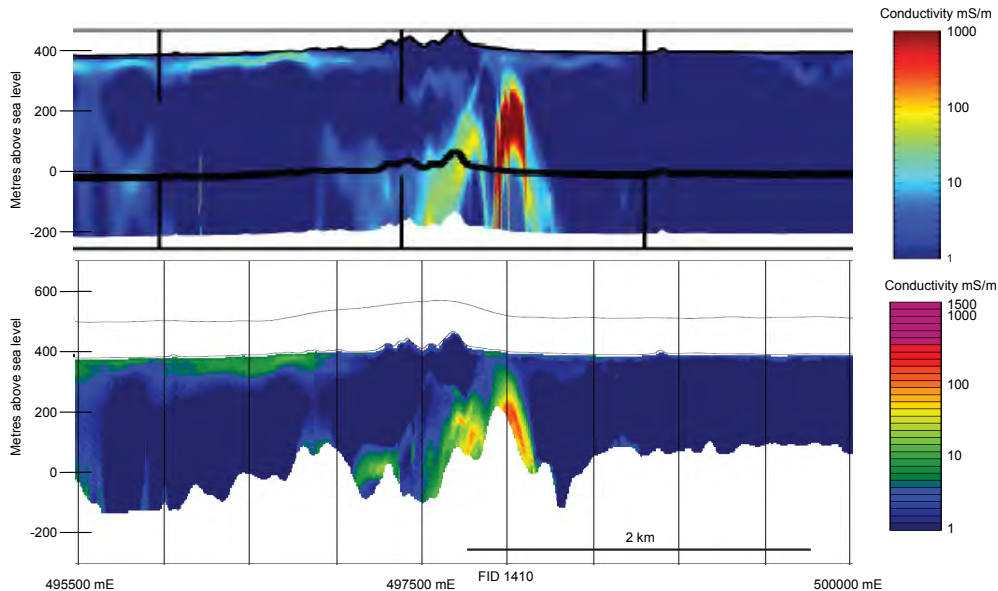 Conductivity mS/m
1000
100
10
1
Metres above sea level
400
200
0
-200
Conductivity mS/m
1500
1000
100
10
1
Metres above sea level
600
400
200
0
-200
2 km
FID 1410
495500 mE
497500 mE
500000 mE